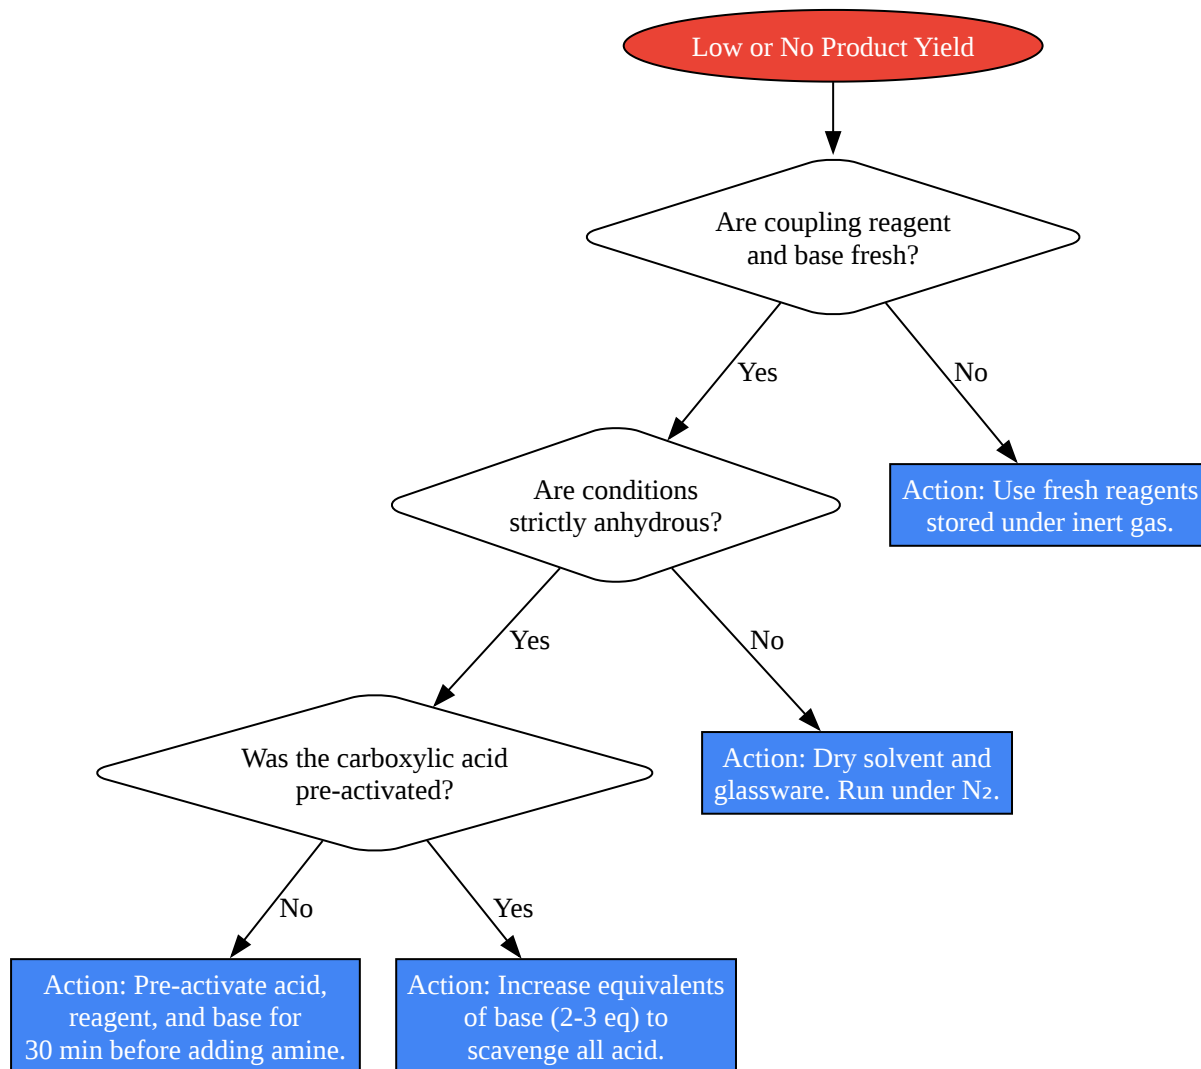 Low or No Product Yield
Are coupling reagent
and base fresh?
Yes
No
Are conditions
strictly anhydrous?
Action: Use fresh reagents
stored under inert gas.
Yes
No
Was the carboxylic acid
pre-activated?
Action: Dry solvent and
glassware. Run under N₂.
No
Yes
Action: Pre-activate acid,
reagent, and base for
30 min before adding amine.
Action: Increase equivalents
of base (2-3 eq) to
scavenge all acid.